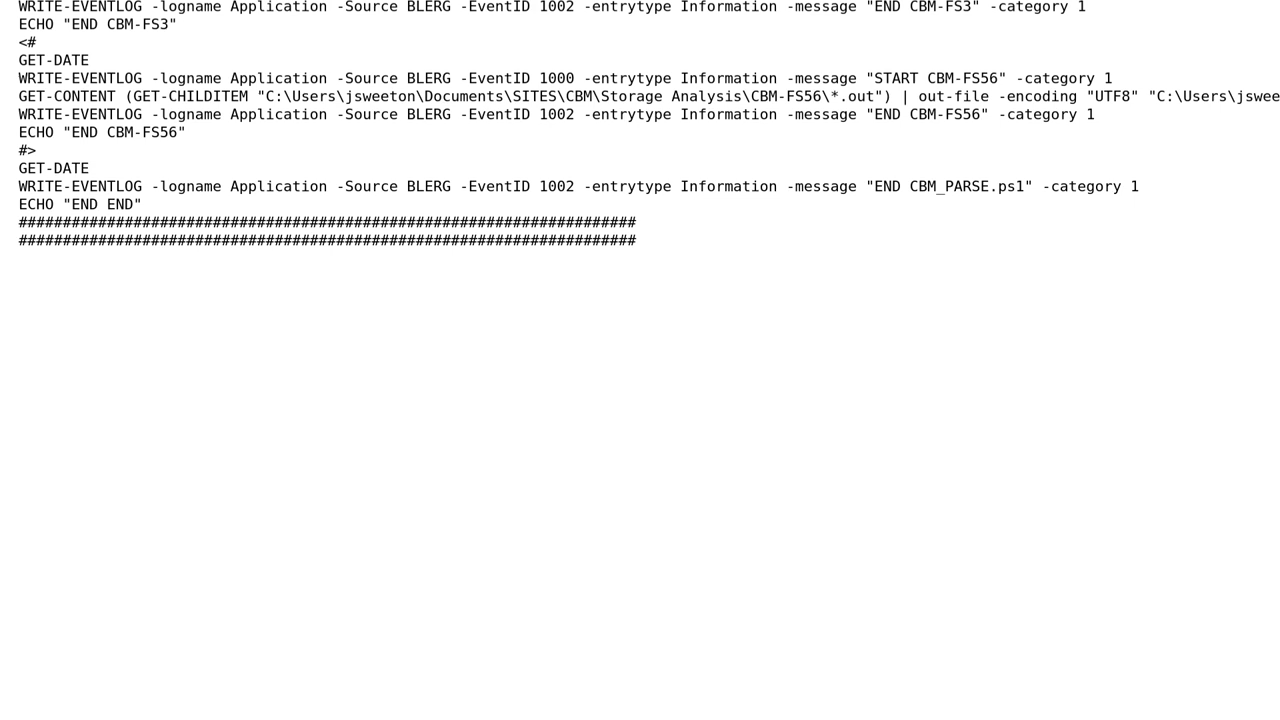 WRITE-EVENTLOG -logname Application -Source BLERG -EventID 1002 -entrytype Information -message "END CBM-FS3" -category 1
ECHO "END CBM-FS3"
<#
GET-DATE
WRITE-EVENTLOG -logname Application -Source BLERG -EventID 1000 -entrytype Information -message "START CBM-FS56" -category 1
GET-CONTENT (GET-CHILDITEM "C:\Users\jsweeton\Documents\SITES\CBM\Storage Analysis\CBM-FS56\*.out") | out-file -encoding "UTF8" "C:\Users\jswee
WRITE-EVENTLOG -logname Application -Source BLERG -EventID 1002 -entrytype Information -message "END CBM-FS56" -category 1
ECHO "END CBM-FS56"
#>
GET-DATE
WRITE-EVENTLOG -logname Application -Source BLERG -EventID 1002 -entrytype Information -message "END CBM_PARSE.ps1" -category 1
ECHO "END END"
######################################################################
######################################################################